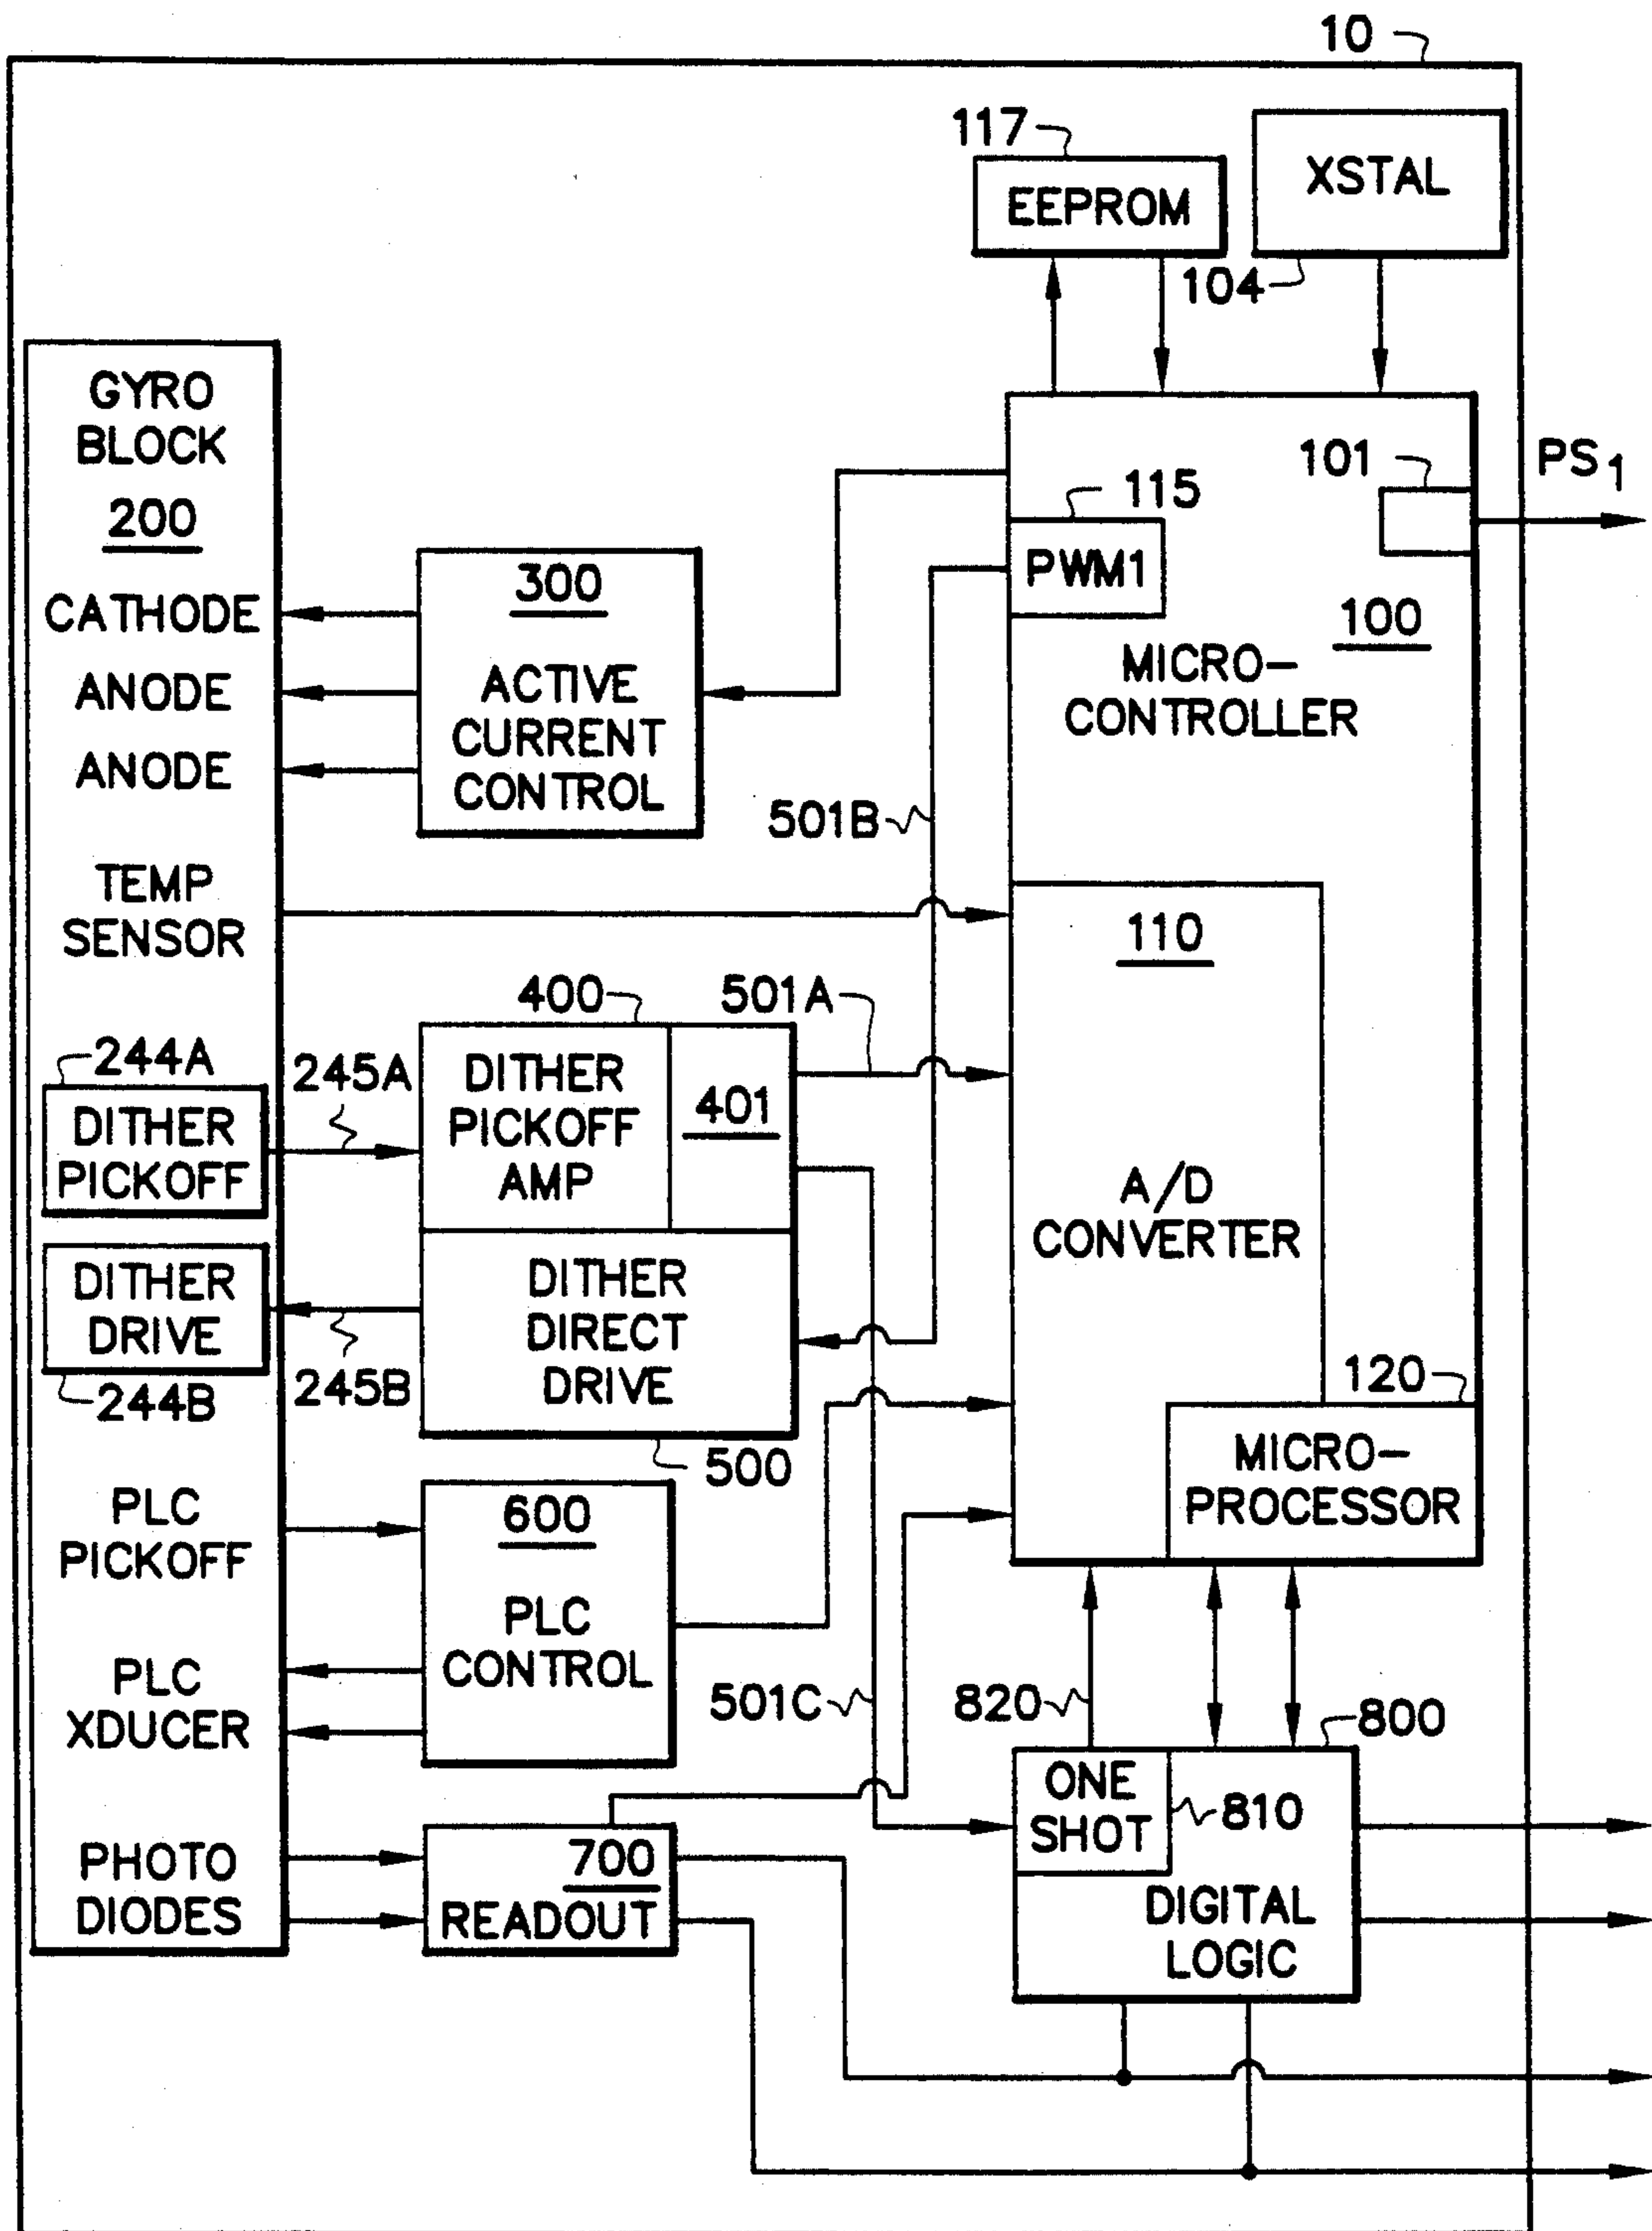 10
117
EEPROM
XSTAL
104
GYRO
BLOCK
200
CATHODE
ANODE
ANODE
TEMP
SENSOR
244A
DITHER
PICKOFF
DITHER
DRIVE
244B
PLC
PICKOFF
PLC
XDUCER
PHOTO
DIODES
245A
245B
300
ACTIVE
CURRENT
CONTROL
400
DITHER
PICKOFF
AMP
401
DITHER
DIRECT
DRIVE
500
501A
501B
501C
600
PLC
CONTROL
700
READOUT
115
PWM1
101
PS1
100
MICRO-
CONTROLLER
110
A/D
CONVERTER
120
MICRO-
PROCESSOR
820
800
ONE
SHOT
810
DIGITAL
LOGIC